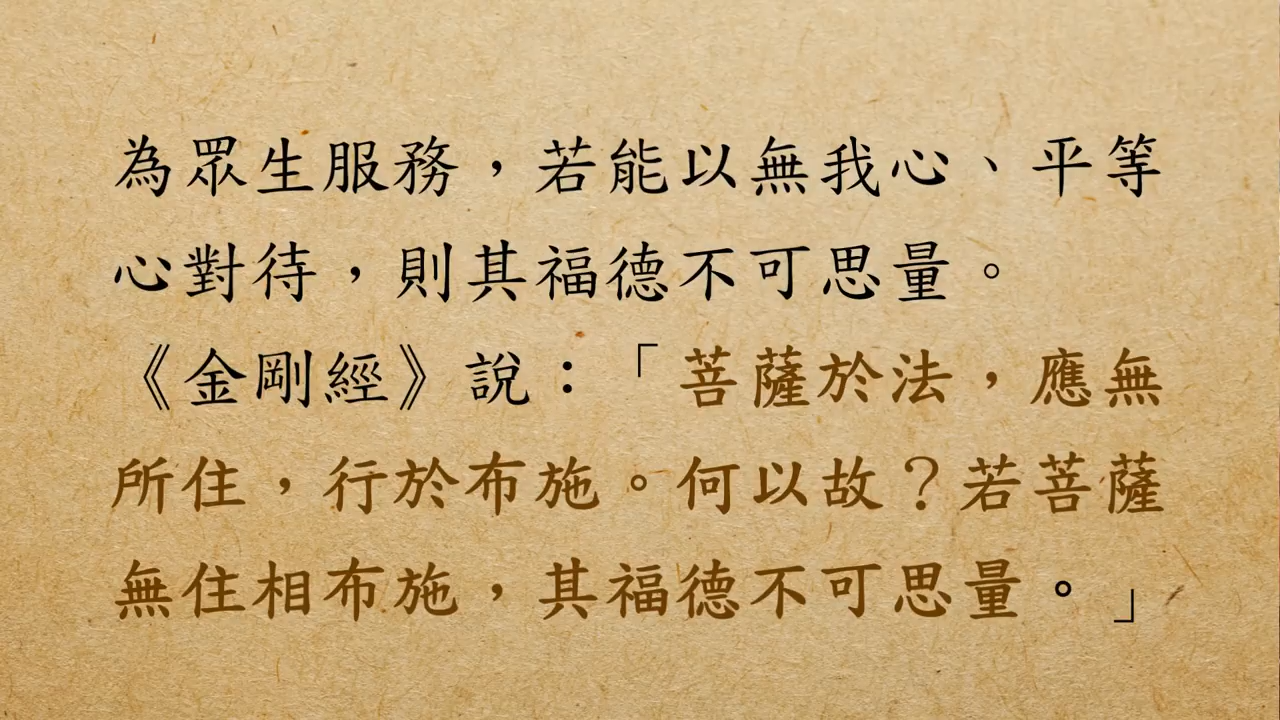 為眾生服務，若能以無我心、平等
心對待，則其福德不可思量。
《金剛經》說：「菩薩於法，應無
所住，行於布施。何以故？若菩薩
無住相布施，其福德不可思量。」